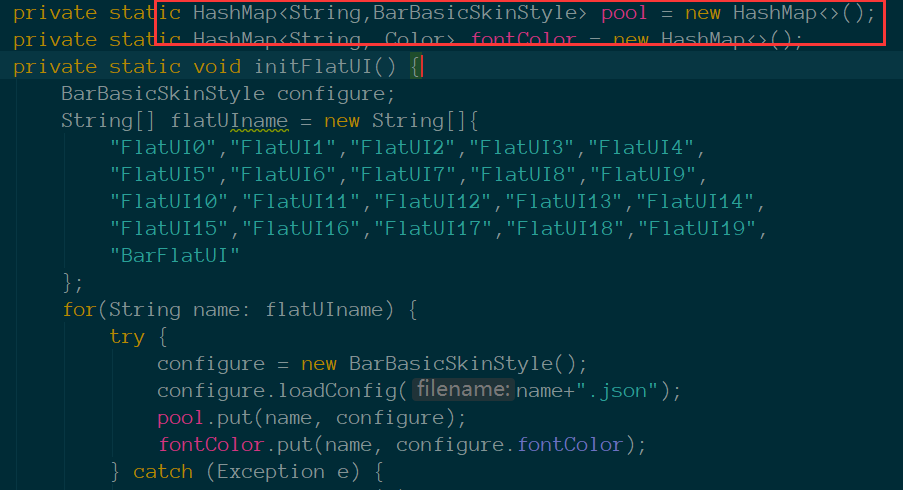 private static HashMap<String,BarBasicSkinStyle> pool = new HashMap<>();
private static HashMap<String, Color> fontColor = new HashMap<>();
private static void initFlatUI() {
BarBasicSkinStyle configure;
String[] flatUIname = new String[]{
"FlatUI0","FlatUI1","FlatUI2","FlatUI3","FlatUI4",
"FlatUI5","FlatUI6","FlatUI7","FlatUI8","FlatUI9",
"FlatUI10","FlatUI11","FlatUI12","FlatUI13","FlatUI14",
"FlatUI15","FlatUI16","FlatUI17","FlatUI18","FlatUI19",
"BarFlatUI"
};
for(String name: flatUIname) {
try {
configure = new BarBasicSkinStyle();
configure.loadConfig( filename: name+".json");
pool.put(name, configure);
fontColor.put(name, configure.fontColor);
} catch (Exception e) {